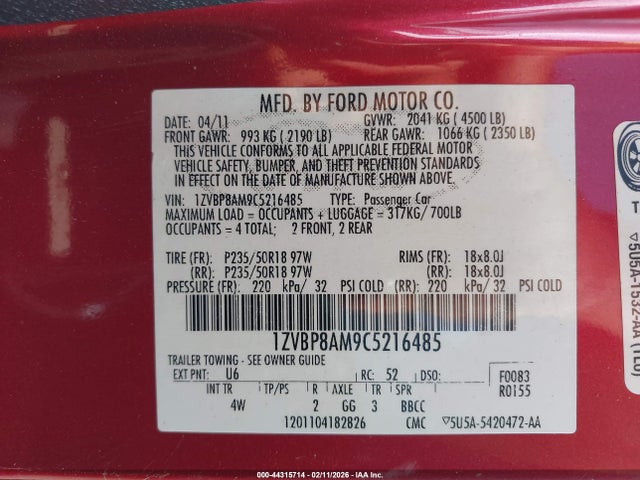 MFD. BY FORD MOTOR CO.
DATE: 04/11 GVWR: 2041 KG ( 4500 LB)
FRONT GAWR: 993 KG ( 2190 LB) REAR GAWR: 1066 KG ( 2350 LB)
THIS VEHICLE CONFORMS TO ALL APPLICABLE FEDERAL MOTOR
VEHICLE SAFETY, BUMPER, AND THEFT PREVENTION STANDARDS
IN EFFECT ON THE DATE OF MANUFACTURE SHOWN ABOVE.
VIN: 1ZVBP8AM9C5216485 TYPE: Passenger Car
MAXIMUM LOAD = OCCUPANTS + LUGGAGE = 317KG/ 700LB
OCCUPANTS = 4 TOTAL; 2 FRONT, 2 REAR
TIRE (FR): P235/50R18 97W RIMS (FR): 18x8.0J
(RR): P235/50R18 97W (RR): 18x8.0J
PRESSURE (FR): 220 kPa/ 32 PSI COLD (RR): 220 kPa/ 32 PSI COLD
1ZVBP8AM9C5216485
TRAILER TOWING - SEE OWNER GUIDE
EXT PNT: U6 RC: 52 DSO: F0083
R0155
INT TR TP/PS R AXLE TR SPR
4W 2 GG 3 BBCC
1201104182B26 CMC ▽5U5A-5420472-AA
T
▽5U5A-1532-AA (TLU)
000-44315714 - 02/11/2026 - IAA Inc.